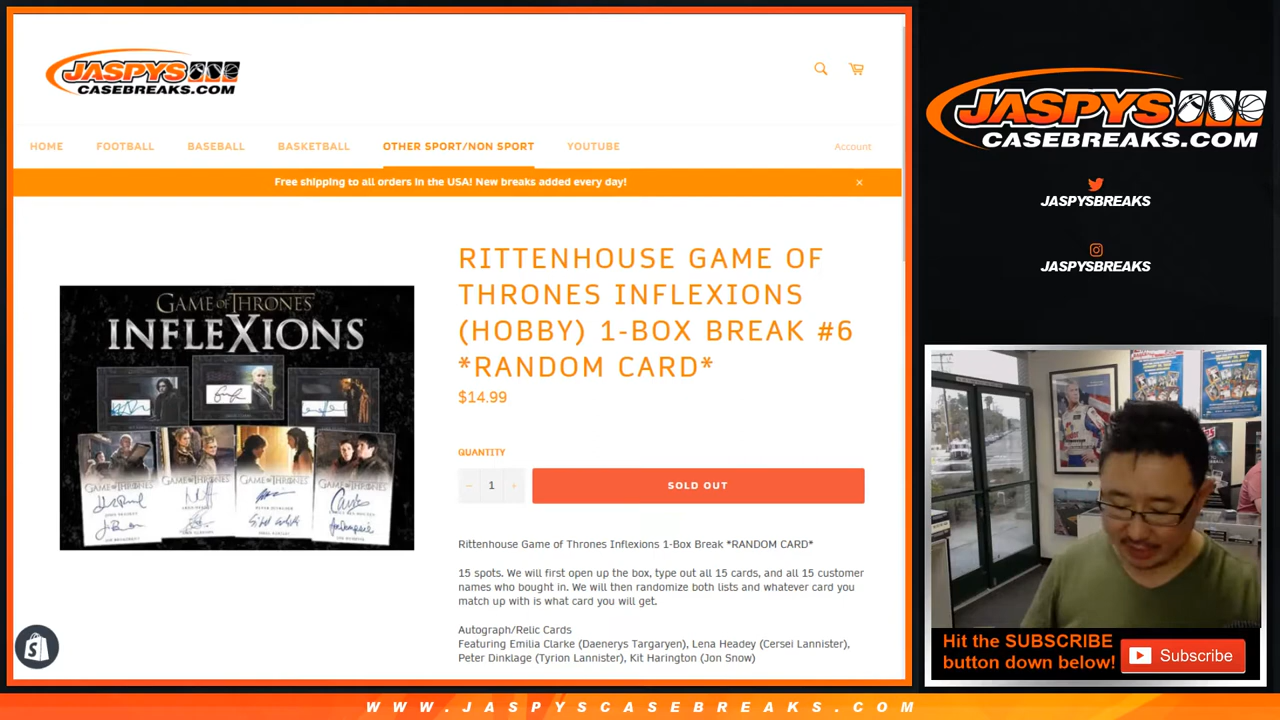 JASPYS
CASEBREAKS.COM
HOME
FOOTBALL
BASEBALL
BASKETBALL
OTHER SPORT/NON SPORT
YOUTUBE
Account
Free shipping to all orders in the USA! New breaks added every day!
GAME OF THRONES
INFLEXIONS
RITTENHOUSE GAME OF
THRONES INFLEXIONS
(HOBBY) 1-BOX BREAK #6
*RANDOM CARD*
$14.99
QUANTITY
− 1 +
SOLD OUT
Rittenhouse Game of Thrones Inflexions 1-Box Break *RANDOM CARD*
15 spots. We will first open up the box, type out all 15 cards, and all 15 customer
names who bought in. We will then randomize both lists and whatever card you
match up with is what card you will get.
Autograph/Relic Cards
Featuring Emilia Clarke (Daenerys Targaryen), Lena Headey (Cersei Lannister),
Peter Dinklage (Tyrion Lannister), Kit Harington (Jon Snow)
JASPYS
CASEBREAKS.COM
JASPYSBREAKS
JASPYSBREAKS
Hit the SUBSCRIBE
button down below!
Subscribe
WWW.JASPYSCASEBREAKS.COM